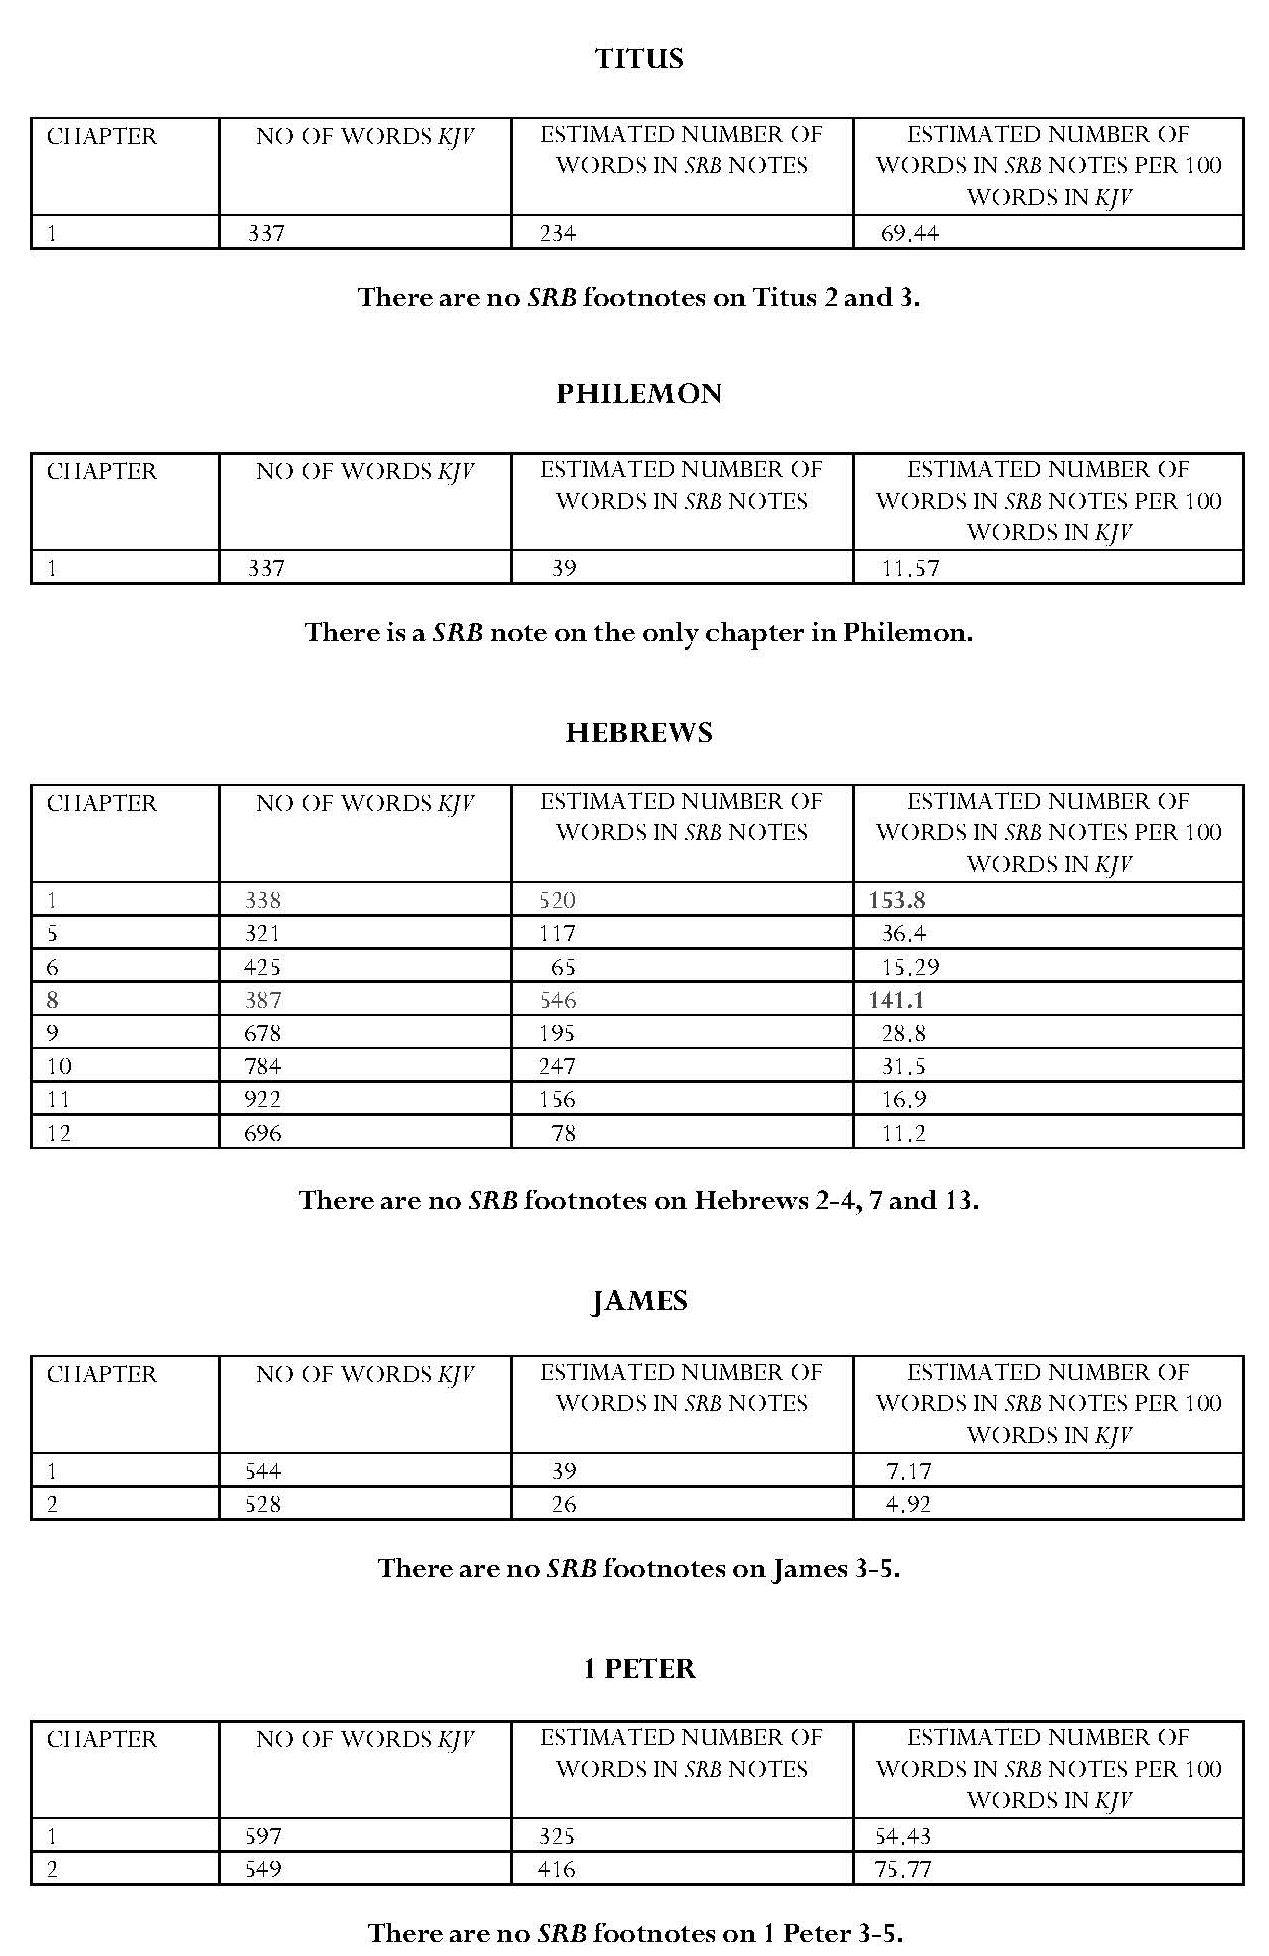 TITUS
CHAPTER NO OF WORDS KJV ESTIMATED NUMBER OF WORDS IN SRB NOTES ESTIMATED NUMBER OF WORDS IN SRB NOTES PER 100 WORDS IN KJV
1 337 234 69.44
There are no SRB footnotes on Titus 2 and 3.
PHILEMON
CHAPTER NO OF WORDS KJV ESTIMATED NUMBER OF WORDS IN SRB NOTES ESTIMATED NUMBER OF WORDS IN SRB NOTES PER 100 WORDS IN KJV
1 337 39 11.57
There is a SRB note on the only chapter in Philemon.
HEBREWS
CHAPTER NO OF WORDS KJV ESTIMATED NUMBER OF WORDS IN SRB NOTES ESTIMATED NUMBER OF WORDS IN SRB NOTES PER 100 WORDS IN KJV
1 338 520 153.8
5 321 117 36.4
6 425 65 15.29
8 387 546 141.1
9 678 195 28.8
10 784 247 31.5
11 922 156 16.9
12 696 78 11.2
There are no SRB footnotes on Hebrews 2-4, 7 and 13.
JAMES
CHAPTER NO OF WORDS KJV ESTIMATED NUMBER OF WORDS IN SRB NOTES ESTIMATED NUMBER OF WORDS IN SRB NOTES PER 100 WORDS IN KJV
1 544 39 7.17
2 528 26 4.92
There are no SRB footnotes on James 3-5.
1 PETER
CHAPTER NO OF WORDS KJV ESTIMATED NUMBER OF WORDS IN SRB NOTES ESTIMATED NUMBER OF WORDS IN SRB NOTES PER 100 WORDS IN KJV
1 597 325 54.43
2 549 416 75.77
There are no SRB footnotes on 1 Peter 3-5.